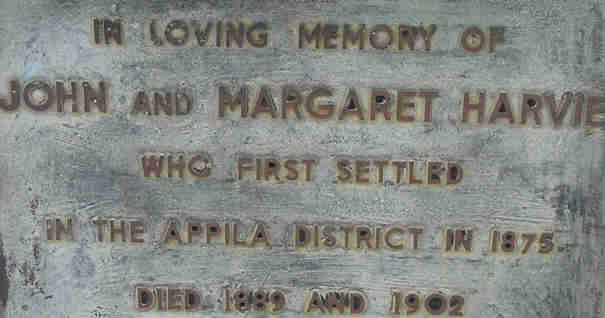 IN LOVING MEMORY OF
JOHN AND MARGARET HARVIE
WHO FIRST SETTLED
IN THE APPILA DISTRICT IN 1875.
DIED 1889 AND 1902